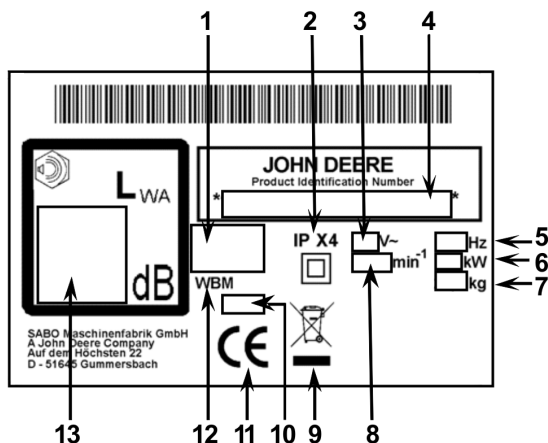 1 2 3 4
JOHN DEERE
Product Identification Number
* *
LWA
dB
IP X4
V~
min-1
Hz
kW
kg
5
6
7
WBM
SABO Maschinenfabrik GmbH
A John Deere Company
Auf dem Höchsten 22
D - 51645 Gummersbach
CE
13 12 11 10 9 8